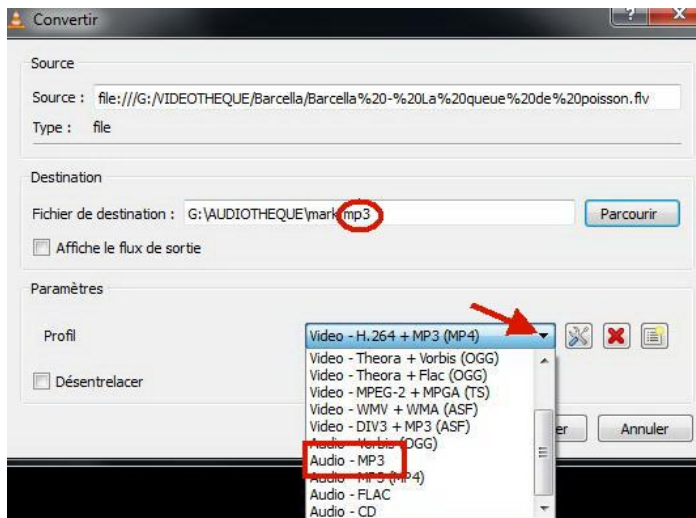 Convertir
Source
Source : file:///G:/VIDEOTHEQUE/Barcella/Barcella%20-%20La%20queue%20de%20poisson.flv
Type : file
Destination
Fichier de destination : G:\AUDIOTHEQUE\mark mp3 Parcourir
Affiche le flux de sortie
Paramètres
Profil Video - H.264 + MP3 (MP4)
Video - Theora + Vorbis (OGG)
Video - Theora + Flac (OGG)
Désentrelacer Video - MPEG-2 + MPGA (TS)
Video - WMV + WMA (ASF)
Video - DIV3 + MP3 (ASF)
Audio - Vorbis (OGG)
er Annuler
Audio - MP3
Audio - MP3 (MP4)
Audio - FLAC
Audio - CD